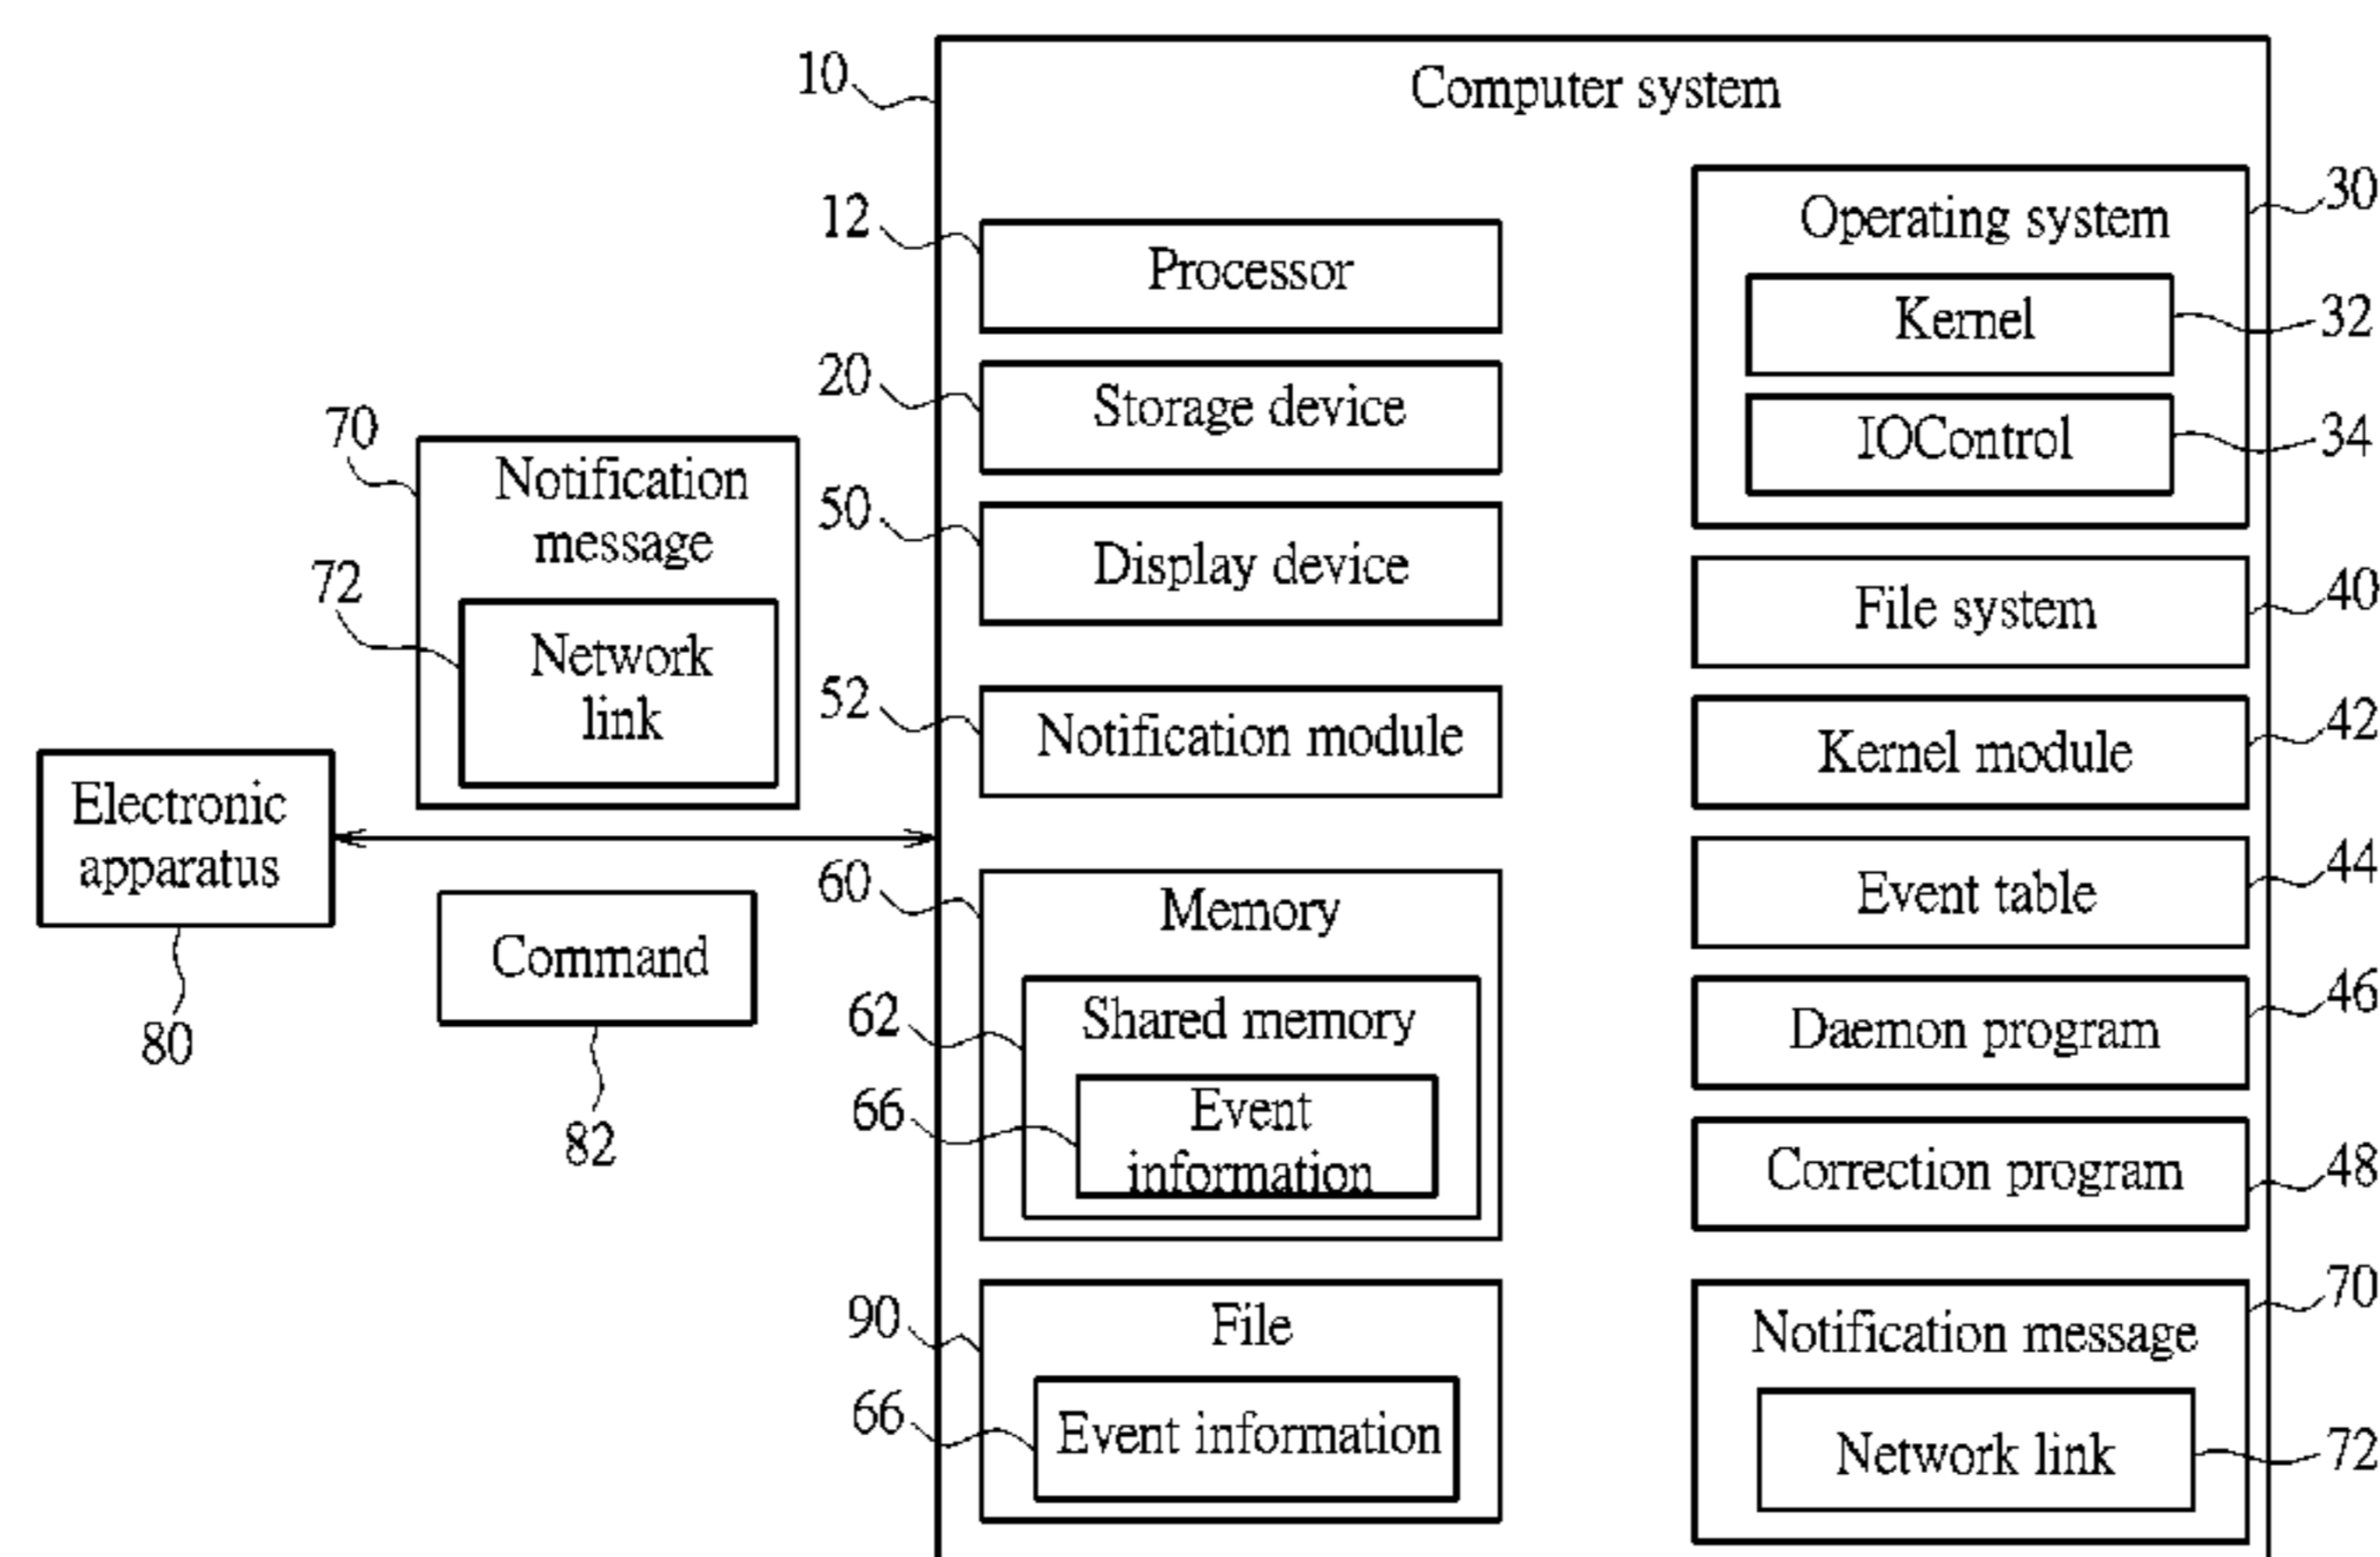 10
Computer system
12
Processor
20
Storage device
50
Display device
52
Notification module
60
Memory
62
Shared memory
66
Event
information
90
File
66
Event information
30
Operating system
Kernel
32
IOControl
34
File system
40
Kernel module
42
Event table
44
Daemon program
46
Correction program
48
70
Notification message
Network link
72
70
Notification
message
72
Network
link
Electronic
apparatus
80
Command
82